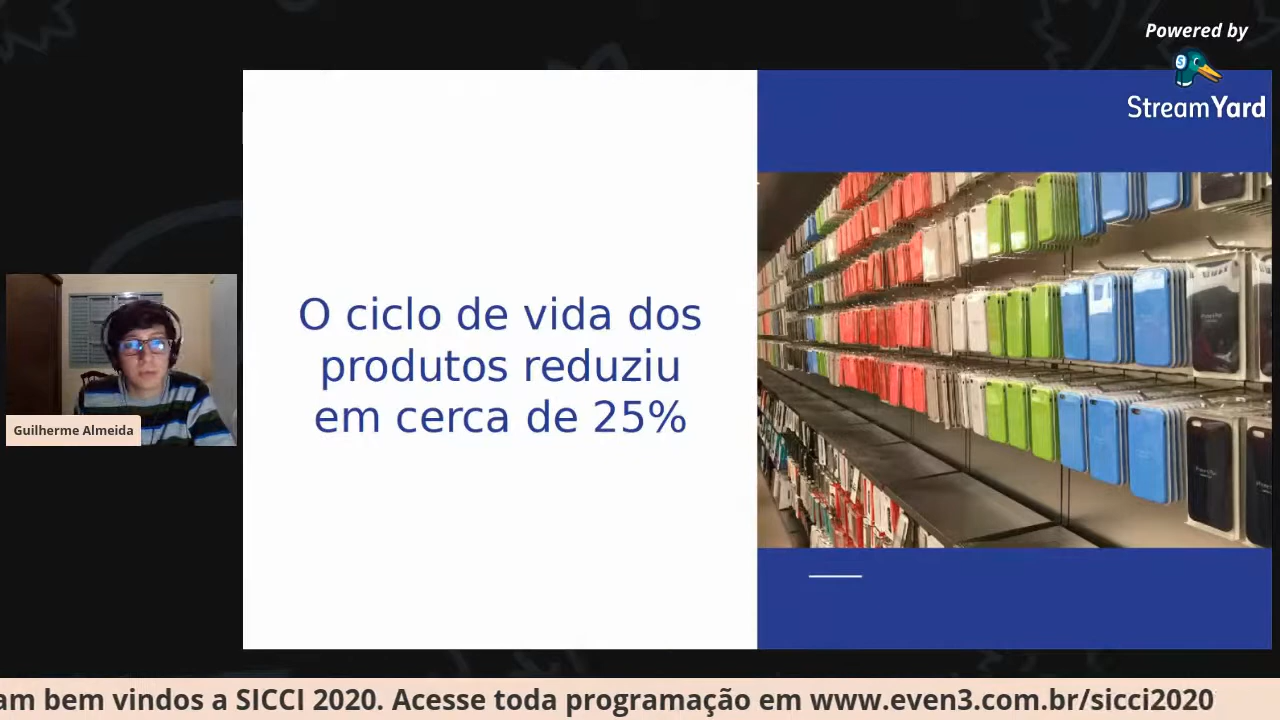 Powered by
StreamYard
O ciclo de vida dos
produtos reduziu
em cerca de 25%
Guilherme Almeida
am bem vindos a SICCI 2020. Acesse toda programação em www.even3.com.br/sicci2020